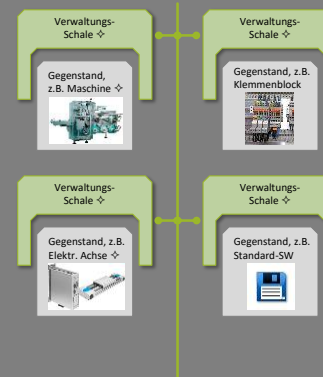 Verwaltungs-
Schale ✧
Gegenstand,
z.B. Maschine ✧
Verwaltungs-
Schale ✧
Gegenstand, z.B.
Klemmenblock
Verwaltungs-
Schale ✧
Gegenstand, z.B.
Elektr. Achse ✧
Verwaltungs-
Schale ✧
Gegenstand, z.B.
Standard-SW